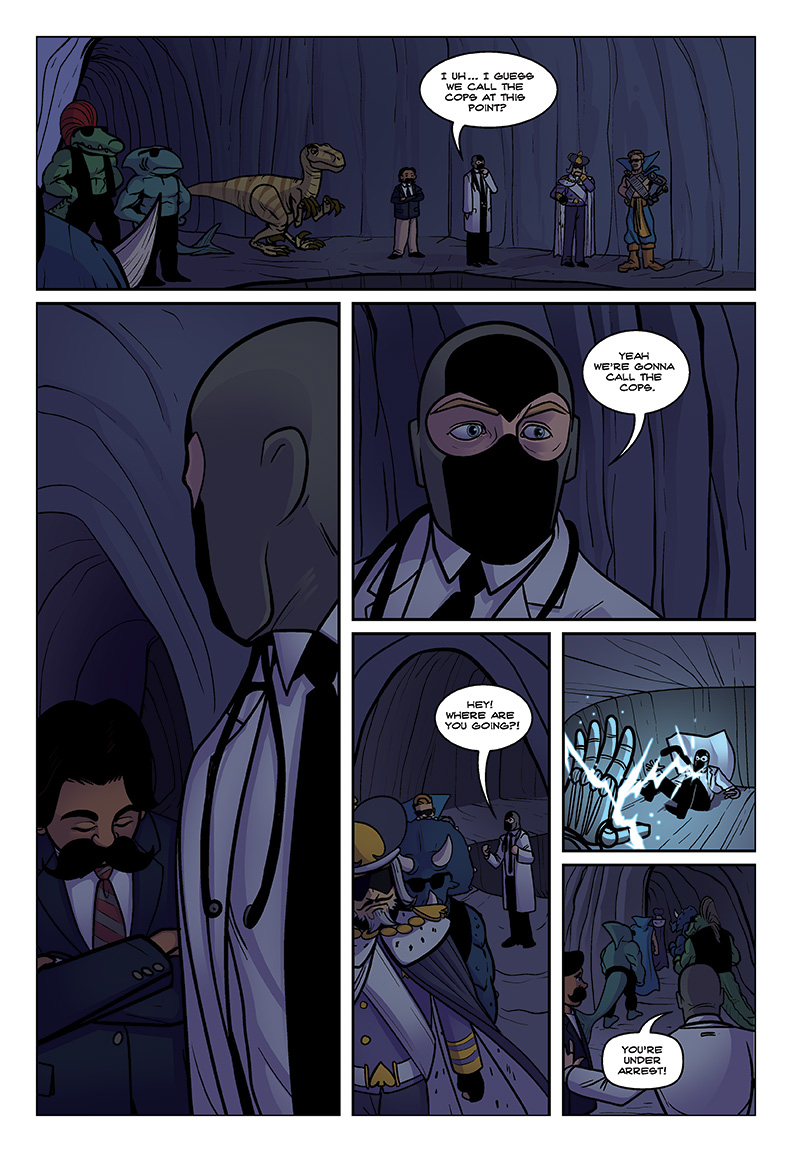 I UH... I GUESS
WE CALL THE
COPS AT THIS
POINT?
YEAH
WE'RE GONNA
CALL THE
COPS.
HEY!
WHERE ARE
YOU GOING?!
YOU'RE
UNDER
ARREST!